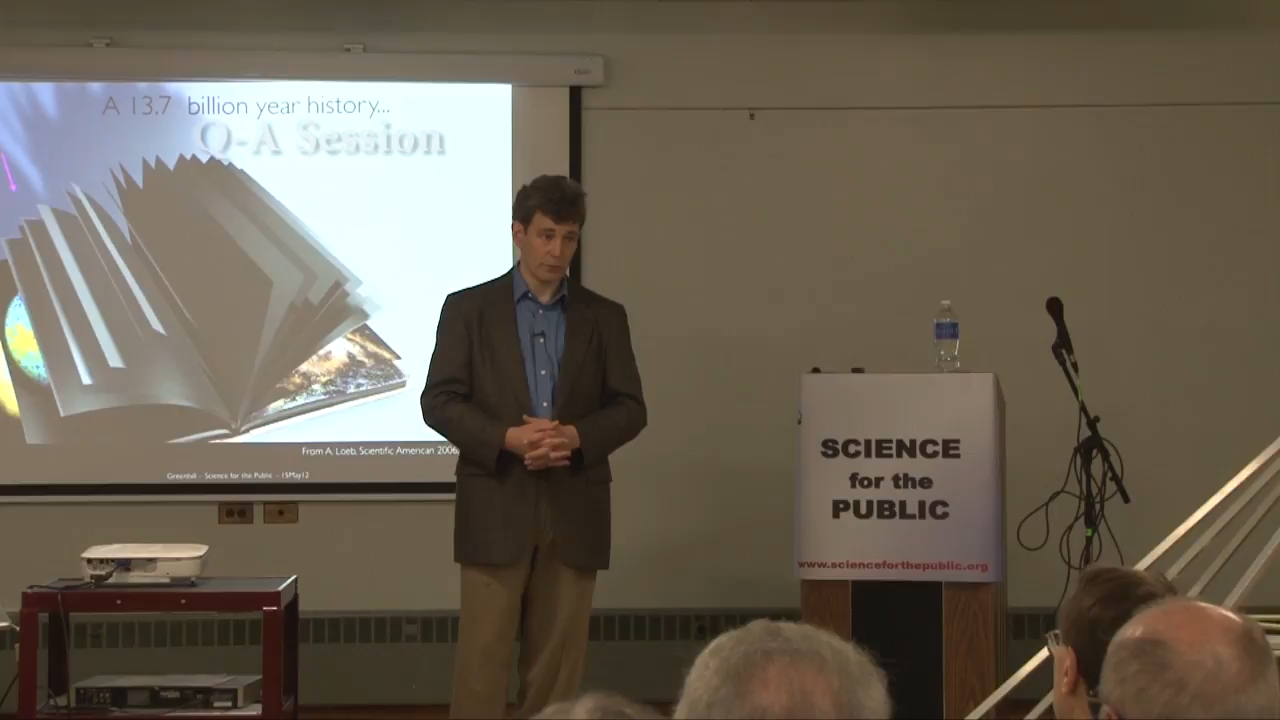 A 13.7 billion year history...
Q-A Session
From A. Loeb, Scientific American 2006
Greenhill - Science for the Public - 15May12
SCIENCE
for the
PUBLIC
www.scienceforthepublic.org